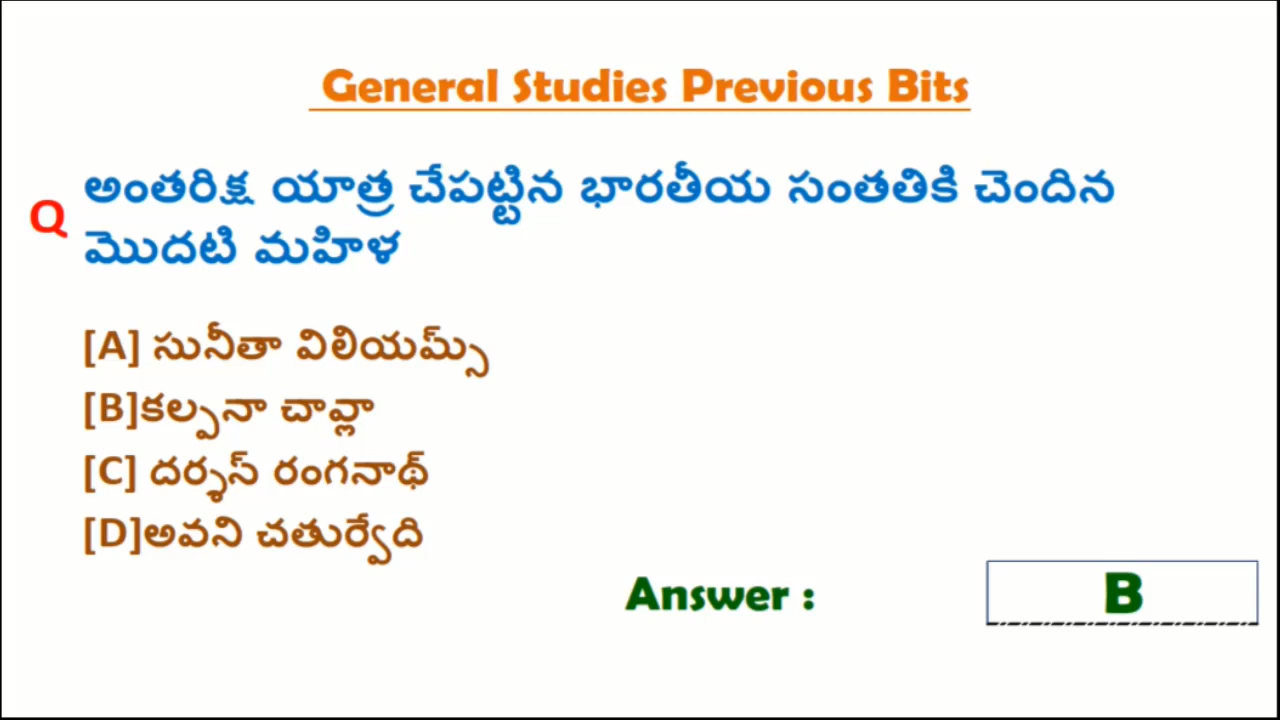 General Studies Previous Bits
Q అంతరిక్ష యాత్ర చేపట్టిన భారతీయ సంతతికి చెందిన
మొదటి మహిళ
[A] సునీతా విలియమ్స్
[B]కల్పనా చావ్లా
[C] దర్శస్ రంగనాథ్
[D]అవని చతుర్వేది
Answer : B